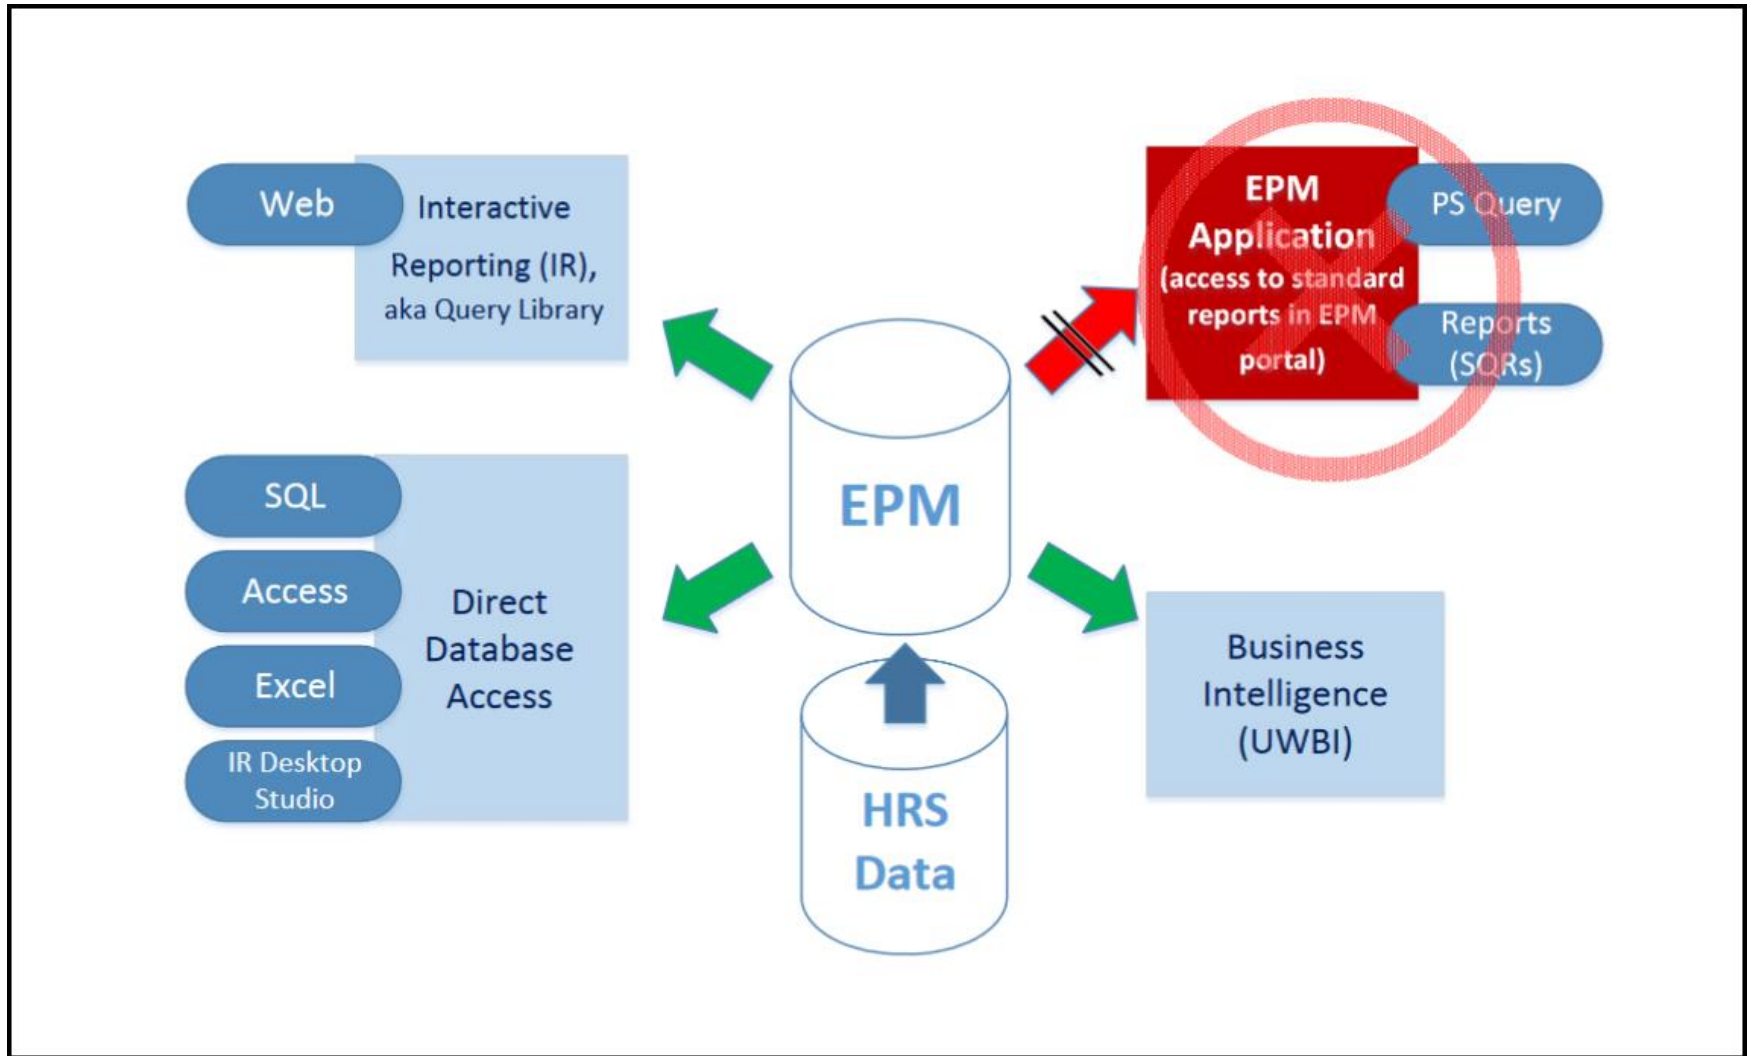 Web
Interactive
Reporting (IR),
aka Query Library
EPM
Application
(access to standard
reports in EPM
portal)
PS Query
Reports
(SQRs)
EPM
SQL
Access
Excel
IR Desktop
Studio
Direct
Database
Access
Business
Intelligence
(UWBI)
HRS
Data